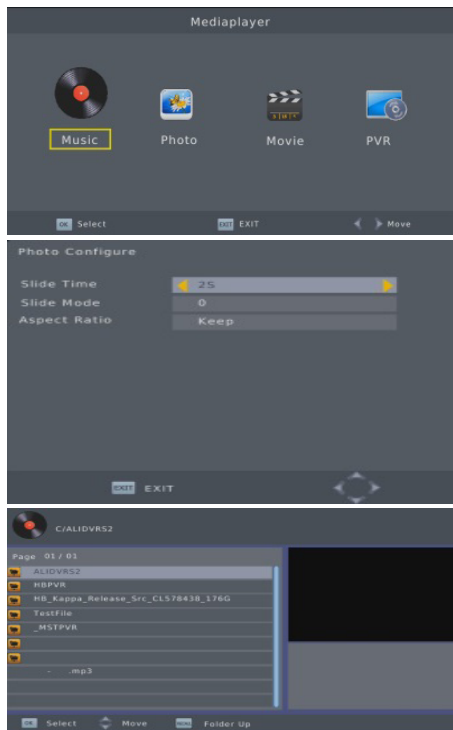 Mediaplayer
Music Photo Movie PVR
OK Select EXIT EXIT Move
Photo Configure
Slide Time 2S
Slide Mode 0
Aspect Ratio Keep
EXIT EXIT
C/ALIDVRS2
Page 01 / 01
ALIDVRS2
HBPVR
HB_Kappa_Release_Src_CL578438_176G
TestFile
_MSTPVR
- .mp3
OK Select Move MENU Folder Up